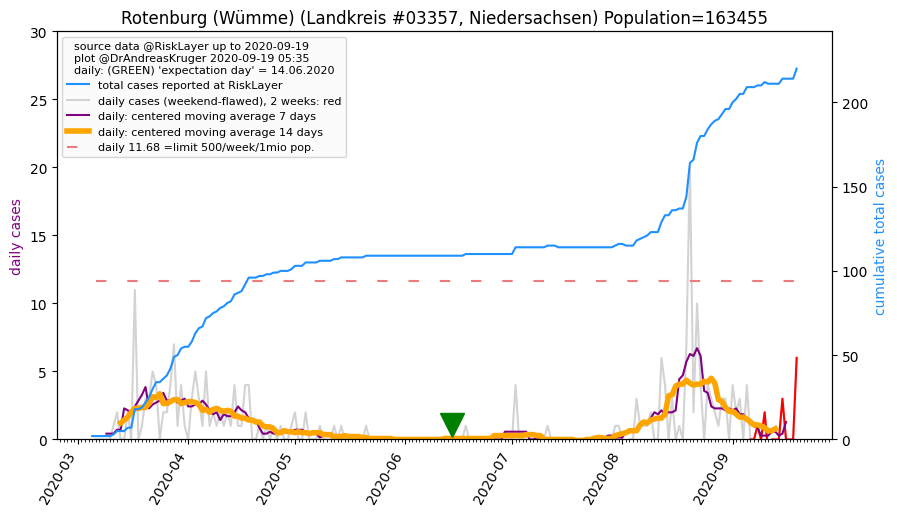 Rotenburg (Wümme) (Landkreis #03357, Niedersachsen) Population=163455
source data @RiskLayer up to 2020-09-19
plot @DrAndreasKruger 2020-09-19 05:35
daily: (GREEN) 'expectation day' = 14.06.2020
total cases reported at RiskLayer
daily cases (weekend-flawed), 2 weeks: red
daily: centered moving average 7 days
daily: centered moving average 14 days
daily 11.68 =limit 500/week/1mio pop.
daily cases
30
25
20
15
10
5
0
cumulative total cases
200
150
100
50
0
2020-03
2020-04
2020-05
2020-06
2020-07
2020-08
2020-09